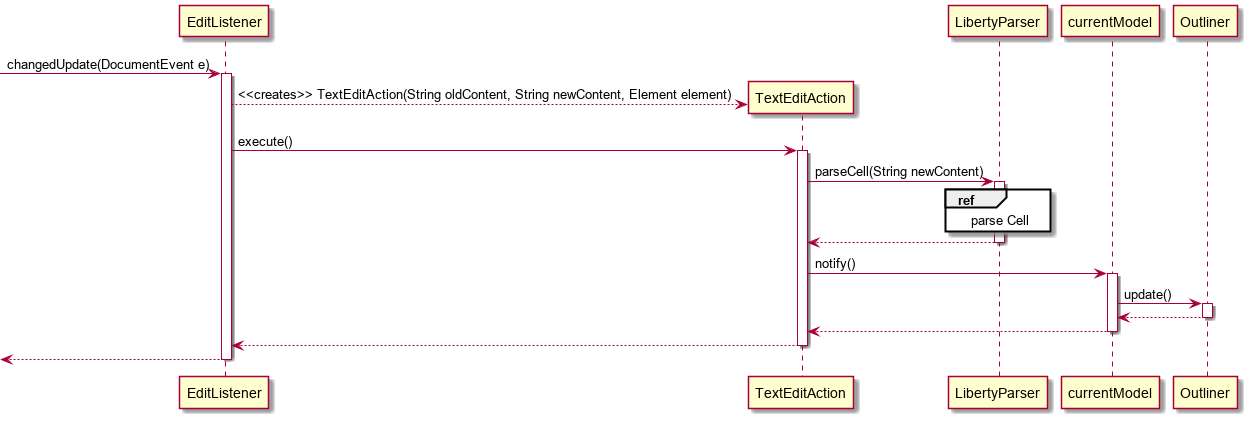 EditListener
LibertyParser
currentModel
Outliner
changedUpdate(DocumentEvent e)
<<creates>> TextEditAction(String oldContent, String newContent, Element element)
TextEditAction
execute()
parseCell(String newContent)
ref
parse Cell
notify()
update()
EditListener
TextEditAction
LibertyParser
currentModel
Outliner